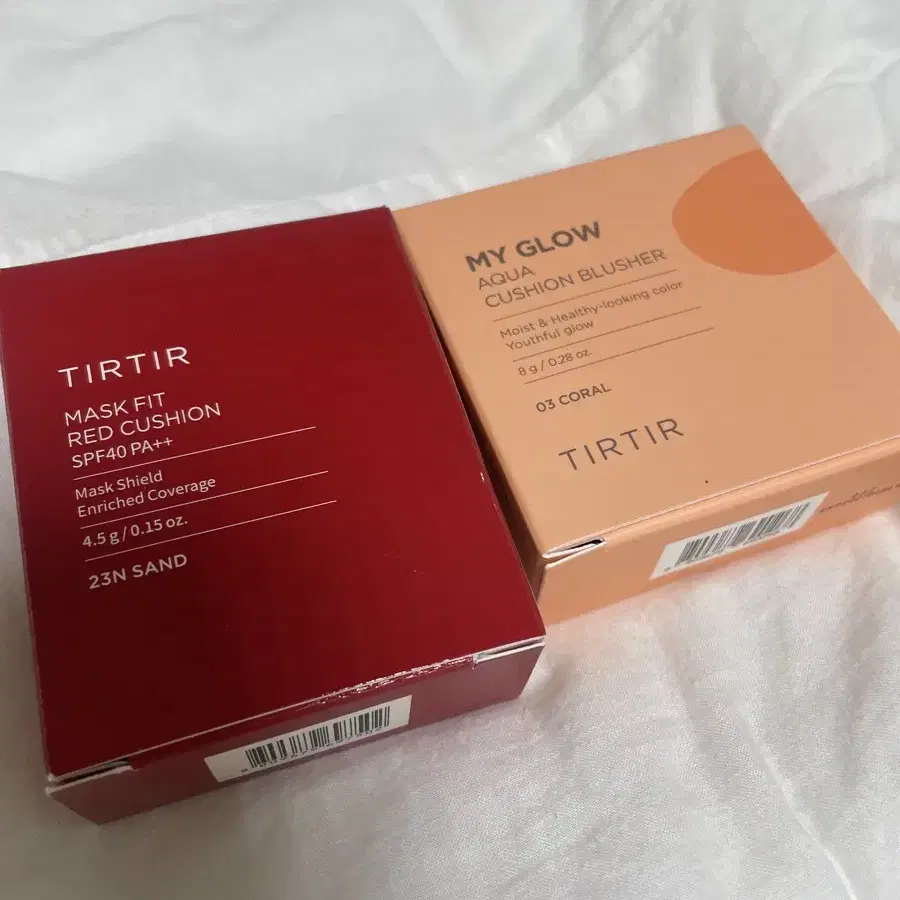 TIRTIR
MASK FIT
RED CUSHION
SPF40 PA++
Mask Shield
Enriched Coverage
4.5 g / 0.15 oz.
23N SAND
MY GLOW
AQUA
CUSHION BLUSHER
Moist & Healthy-looking color
Youthful glow
8 g / 0.28 oz.
03 CORAL
TIRTIR